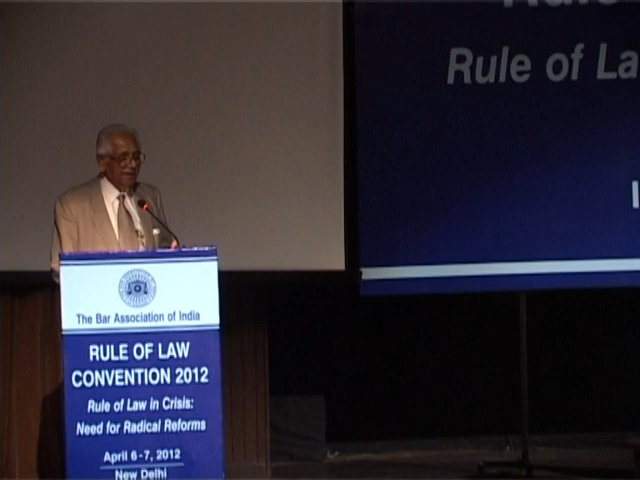 Rule of La
The Bar Association of India
RULE OF LAW
CONVENTION 2012
Rule of Law in Crisis:
Need for Radical Reforms
April 6-7, 2012
New Delhi